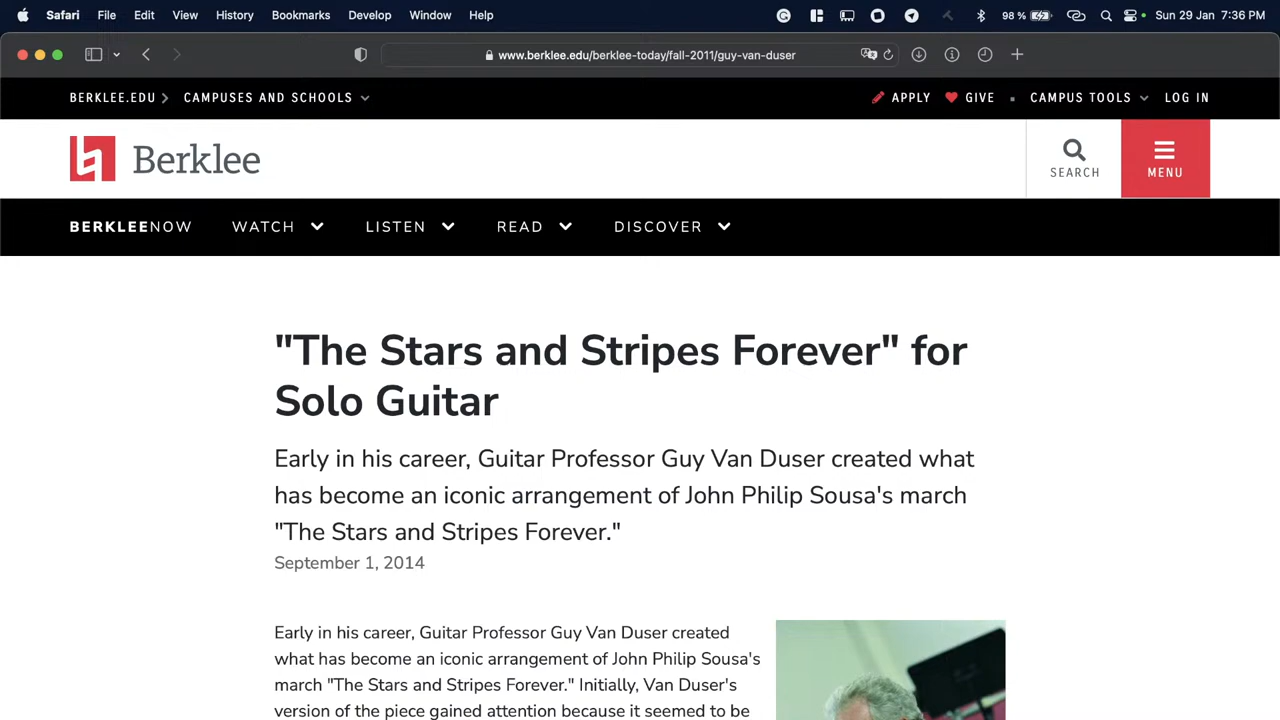 Safari File Edit View History Bookmarks Develop Window Help 98 % Sun 29 Jan 7:36 PM
www.berklee.edu/berklee-today/fall-2011/guy-van-duser
BERKLEE.EDU CAMPUSES AND SCHOOLS APPLY GIVE CAMPUS TOOLS LOG IN
Berklee
SEARCH MENU
BERKLEENOW WATCH LISTEN READ DISCOVER
"The Stars and Stripes Forever" for
Solo Guitar
Early in his career, Guitar Professor Guy Van Duser created what
has become an iconic arrangement of John Philip Sousa's march
"The Stars and Stripes Forever."
September 1, 2014
Early in his career, Guitar Professor Guy Van Duser created
what has become an iconic arrangement of John Philip Sousa's
march "The Stars and Stripes Forever." Initially, Van Duser's
version of the piece gained attention because it seemed to be